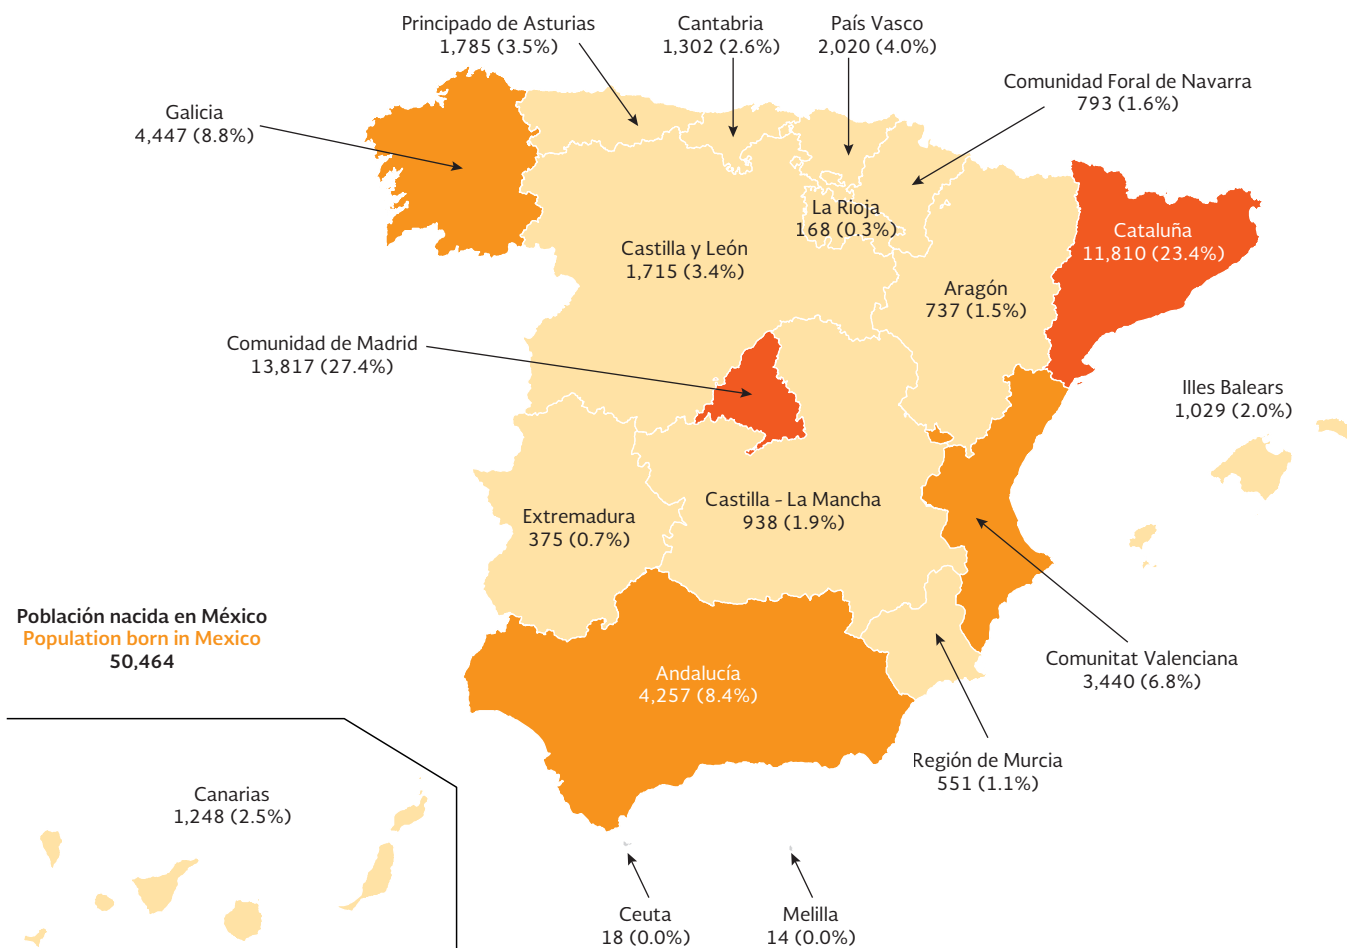 Principado de Asturias
1,785 (3.5%)
Cantabria
1,302 (2.6%)
País Vasco
2,020 (4.0%)
Comunidad Foral de Navarra
793 (1.6%)
Galicia
4,447 (8.8%)
La Rioja
168 (0.3%)
Cataluña
11,810 (23.4%)
Castilla y León
1,715 (3.4%)
Aragón
737 (1.5%)
Comunidad de Madrid
13,817 (27.4%)
Illes Balears
1,029 (2.0%)
Castilla - La Mancha
938 (1.9%)
Extremadura
375 (0.7%)
Población nacida en México
Population born in Mexico
50,464
Andalucía
4,257 (8.4%)
Comunitat Valenciana
3,440 (6.8%)
Región de Murcia
551 (1.1%)
Canarias
1,248 (2.5%)
Ceuta
18 (0.0%)
Melilla
14 (0.0%)